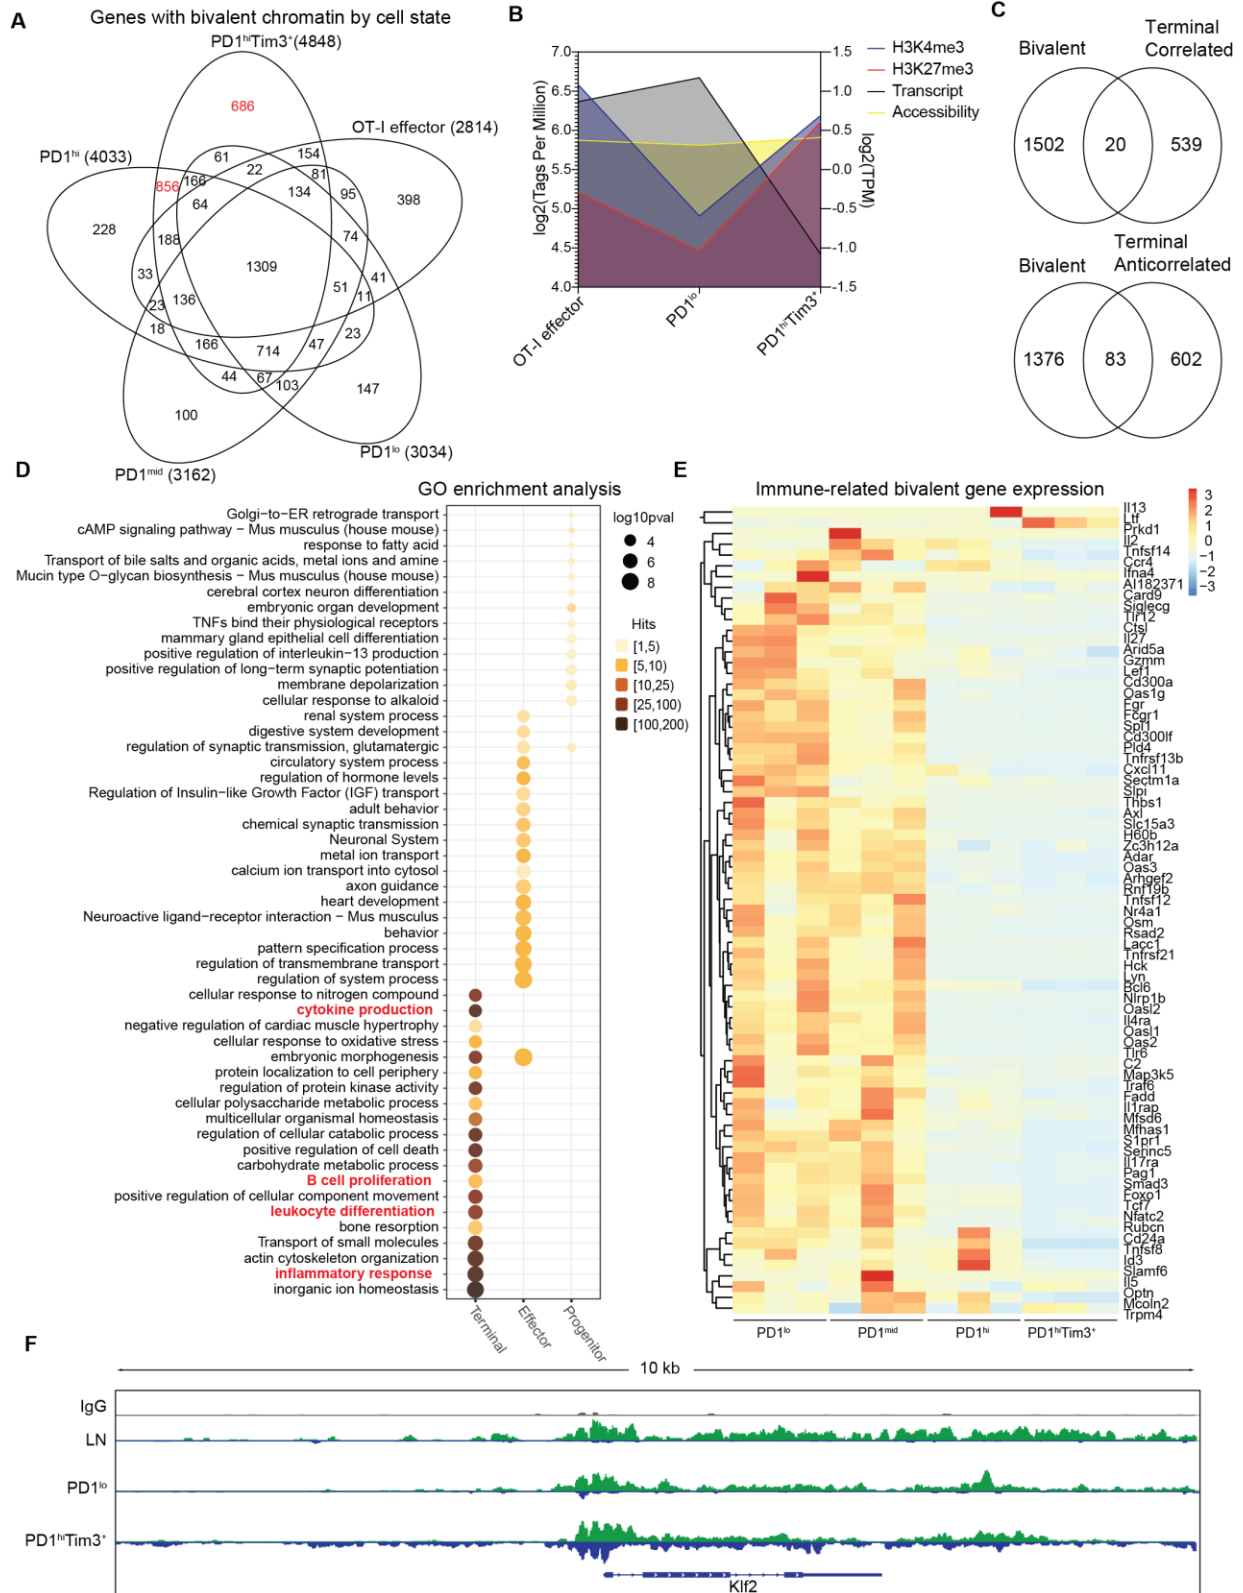 A
Genes with bivalent chromatin by cell state
PD1ʰⁱTim3⁺(4848)
686
OT-I effector (2814)
PD1ʰⁱ (4033)
61
154
22
81
856
166
134
95
398
64
228
188
74
1309
33
51
41
11
23
136
18
23
166
714
47
44
67
103
147
100
PD1ˡᵒ (3034)
PD1ᵐⁱᵈ (3162)
B
7.0
6.5
6.0
5.5
5.0
4.5
4.0
log2(Tags Per Million)
1.5
1.0
0.5
0.0
-0.5
-1.0
-1.5
log2(TPM)
OT-I effector
PD1ˡᵒ
PD1ʰⁱTim3⁺
H3K4me3
H3K27me3
Transcript
Accessibility
C
Bivalent
Terminal
Correlated
1502
20
539
Bivalent
Terminal
Anticorrelated
1376
83
602
D
GO enrichment analysis
Golgi−to−ER retrograde transport
cAMP signaling pathway − Mus musculus (house mouse)
response to fatty acid
Transport of bile salts and organic acids, metal ions and amine
Mucin type O−glycan biosynthesis − Mus musculus (house mouse)
cerebral cortex neuron differentiation
embryonic organ development
TNFs bind their physiological receptors
mammary gland epithelial cell differentiation
positive regulation of interleukin−13 production
positive regulation of long−term synaptic potentiation
membrane depolarization
cellular response to alkaloid
renal system process
digestive system development
regulation of synaptic transmission, glutamatergic
circulatory system process
regulation of hormone levels
Regulation of Insulin−like Growth Factor (IGF) transport
adult behavior
chemical synaptic transmission
Neuronal System
metal ion transport
calcium ion transport into cytosol
axon guidance
heart development
Neuroactive ligand−receptor interaction − Mus musculus
behavior
pattern specification process
regulation of transmembrane transport
regulation of system process
cellular response to nitrogen compound
cytokine production
negative regulation of cardiac muscle hypertrophy
cellular response to oxidative stress
embryonic morphogenesis
protein localization to cell periphery
regulation of protein kinase activity
cellular polysaccharide metabolic process
multicellular organismal homeostasis
regulation of cellular catabolic process
positive regulation of cell death
carbohydrate metabolic process
B cell proliferation
positive regulation of cellular component movement
leukocyte differentiation
bone resorption
Transport of small molecules
actin cytoskeleton organization
inflammatory response
inorganic ion homeostasis
Terminal
Effector
Progenitor
log10pval
4
6
8
Hits
[1,5)
[5,10)
[10,25)
[25,100)
[100,200)
E
Immune-related bivalent gene expression
3
2
1
0
−1
−2
−3
Il13
Ltf
Prkd1
Il2
Tnfsf14
Ccr4
Ifna4
AI182371
Card9
Siglecg
Tlr12
Ctsl
Il27
Arid5a
Gzmm
Lef1
Cd300a
Oas1g
Fgr
Fcgr1
Spi1
Cd300lf
Pld4
Tnfrsf13b
Cxcl11
Sectm1a
Slpi
Thbs1
Axl
Slc15a3
H60b
Zc3h12a
Adar
Oas3
Arhgef2
Rnf19b
Tnfsf12
Nr4a1
Osm
Rsad2
Lacc1
Tnfrsf21
Hck
Lyn
Bcl6
Nlrp1b
Oasl2
Il4ra
Oasl1
Oas2
Tlr6
C2
Map3k5
Traf6
Fadd
Il1rap
Mfsd6
Mfhas1
S1pr1
Serinc5
Il17ra
Pag1
Smad3
Foxo1
Tcf7
Nfatc2
Rubcn
Cd24a
Tnfsf8
Id3
Slamf6
Il5
Optn
Mcoln2
Trpm4
PD1ˡᵒ
PD1ᵐⁱᵈ
PD1ʰⁱ
PD1ʰⁱTim3⁺
F
10 kb
IgG
LN
PD1ˡᵒ
PD1ʰⁱTim3⁺
Klf2